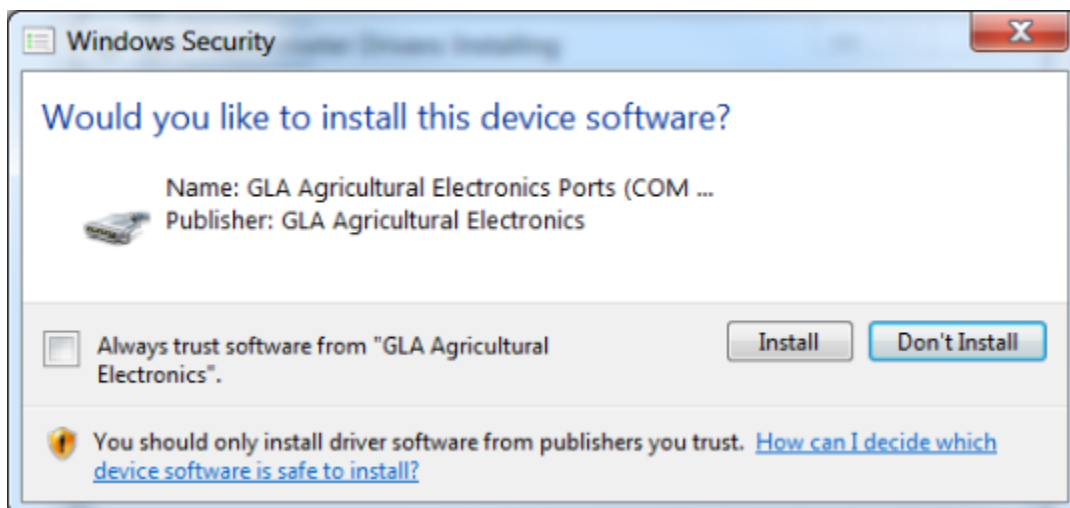 Windows Security
Drivers Installing
Would you like to install this device software?
Name: GLA Agricultural Electronics Ports (COM ...
Publisher: GLA Agricultural Electronics
Always trust software from "GLA Agricultural
Electronics".
Install
Don't Install
You should only install driver software from publishers you trust. How can I decide which
device software is safe to install?